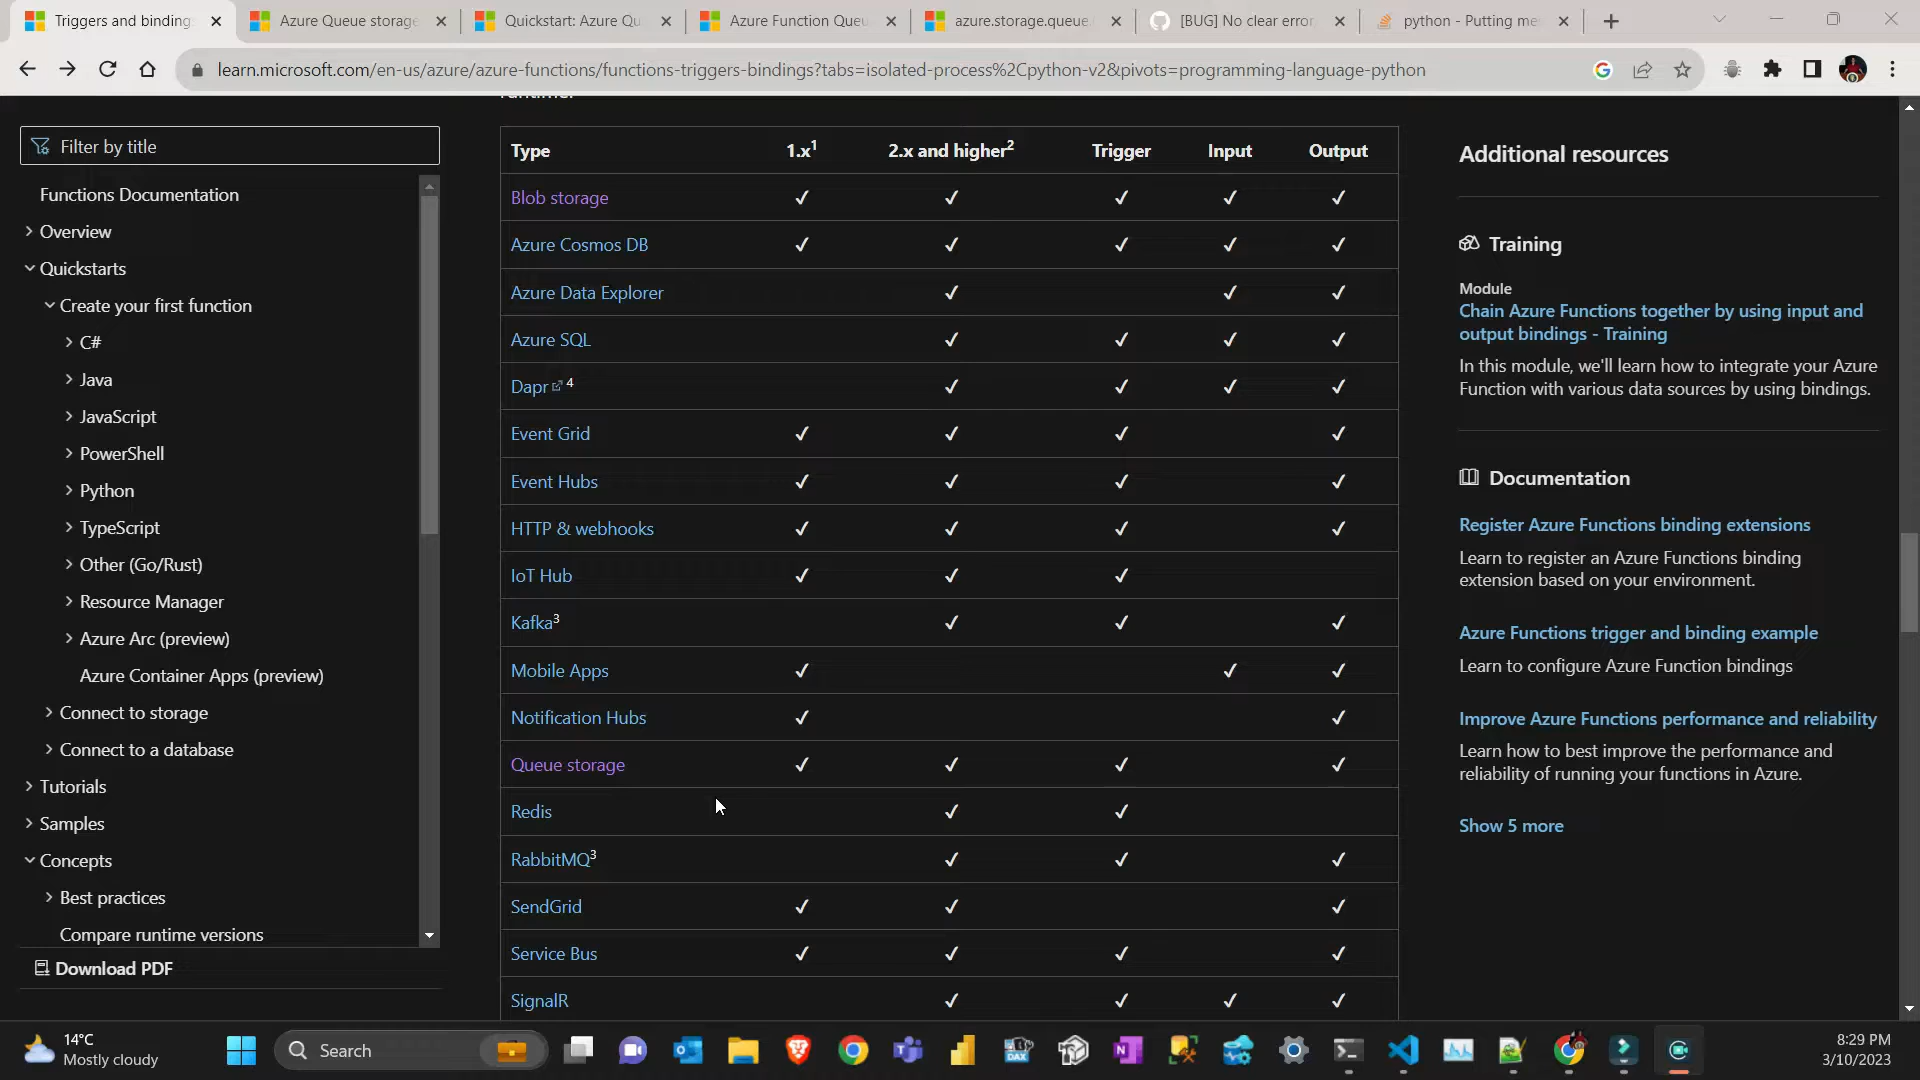 Triggers and binding
Azure Queue storage
Quickstart: Azure Qu
Azure Function Queu
azure.storage.queue.
[BUG] No clear error
python - Putting me
learn.microsoft.com/en-us/azure/azure-functions/functions-triggers-bindings?tabs=isolated-process%2Cpython-v2&pivots=programming-language-python
Filter by title
Functions Documentation
Overview
Quickstarts
Create your first function
C#
Java
JavaScript
PowerShell
Python
TypeScript
Other (Go/Rust)
Resource Manager
Azure Arc (preview)
Azure Container Apps (preview)
Connect to storage
Connect to a database
Tutorials
Samples
Concepts
Best practices
Compare runtime versions
Download PDF
runtime.
Type 1.x¹ 2.x and higher² Trigger Input Output
Blob storage ✓ ✓ ✓ ✓ ✓
Azure Cosmos DB ✓ ✓ ✓ ✓ ✓
Azure Data Explorer ✓ ✓ ✓
Azure SQL ✓ ✓ ✓ ✓
Dapr ⁴ ✓ ✓ ✓ ✓
Event Grid ✓ ✓ ✓ ✓
Event Hubs ✓ ✓ ✓ ✓
HTTP & webhooks ✓ ✓ ✓ ✓
IoT Hub ✓ ✓ ✓
Kafka³ ✓ ✓ ✓
Mobile Apps ✓ ✓ ✓
Notification Hubs ✓ ✓
Queue storage ✓ ✓ ✓ ✓
Redis ✓ ✓
RabbitMQ³ ✓ ✓ ✓
SendGrid ✓ ✓ ✓
Service Bus ✓ ✓ ✓ ✓
SignalR ✓ ✓ ✓ ✓
Additional resources
Training
Module
Chain Azure Functions together by using input and
output bindings - Training
In this module, we'll learn how to integrate your Azure
Function with various data sources by using bindings.
Documentation
Register Azure Functions binding extensions
Learn to register an Azure Functions binding
extension based on your environment.
Azure Functions trigger and binding example
Learn to configure Azure Function bindings
Improve Azure Functions performance and reliability
Learn how to best improve the performance and
reliability of running your functions in Azure.
Show 5 more
14°C
Mostly cloudy
Search
DAX
8:29 PM
3/10/2023